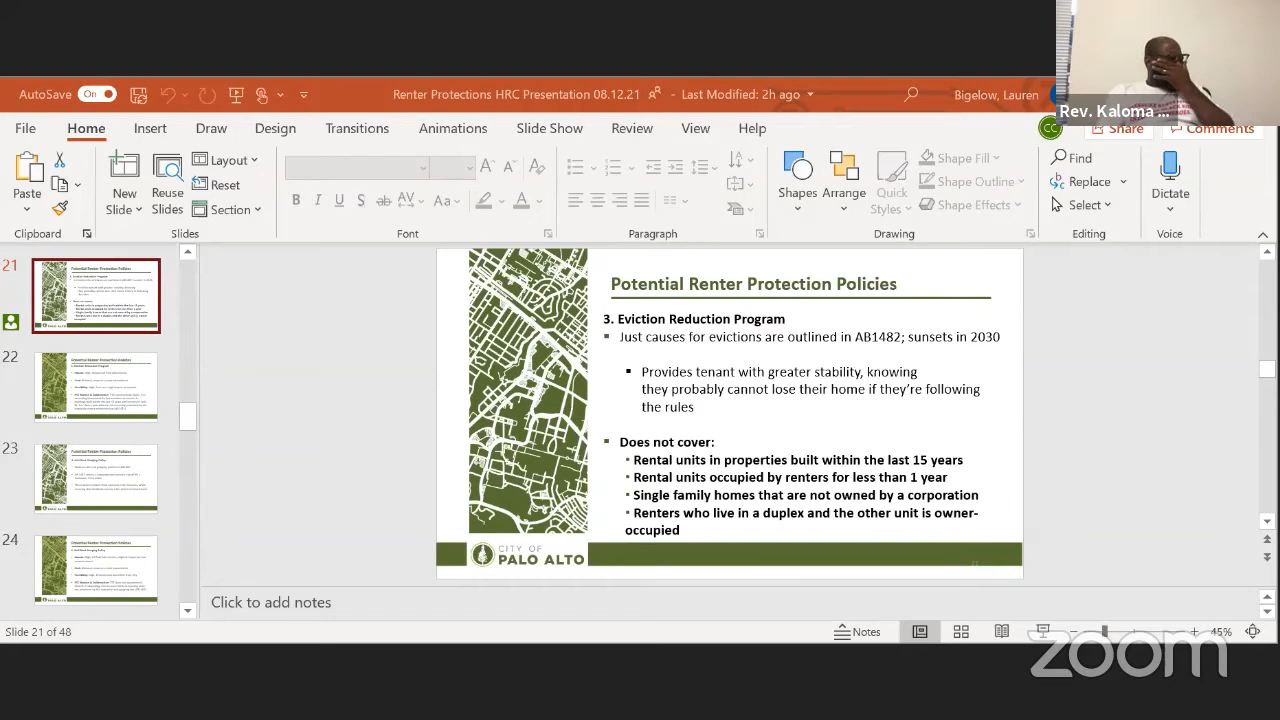 Rev. Kaloma ...
AutoSave On
Renter Protections HRC Presentation 08.12.21 - Last Modified: 2h ago
Bigelow, Lauren
File Home Insert Draw Design Transitions Animations Slide Show Review View Help
CC Share Comments
Paste
New
Slide
Reuse
Slides
Layout
Reset
Section
B I U S ab AV Aa A
Shapes Arrange Quick
Styles
Shape Fill
Shape Outline
Shape Effects
Find
Replace
Select
Dictate
Clipboard Slides Font Paragraph Drawing Editing Voice
21
22
23
24
Potential Renter Protection Policies
3. Eviction Reduction Program
Just causes for evictions are outlined in AB1482; sunsets in 2030
Provides tenant with greater stability, knowing
they probably cannot lose their home if they’re following
the rules
Does not cover:
Rental units in properties built within the last 15 years
Rental units occupied by renters for less than 1 year
Single family homes that are not owned by a corporation
Renters who live in a duplex and the other unit is owner-
occupied
CITY OF
PALO ALTO
Click to add notes
Slide 21 of 48
Notes
45%
zoom